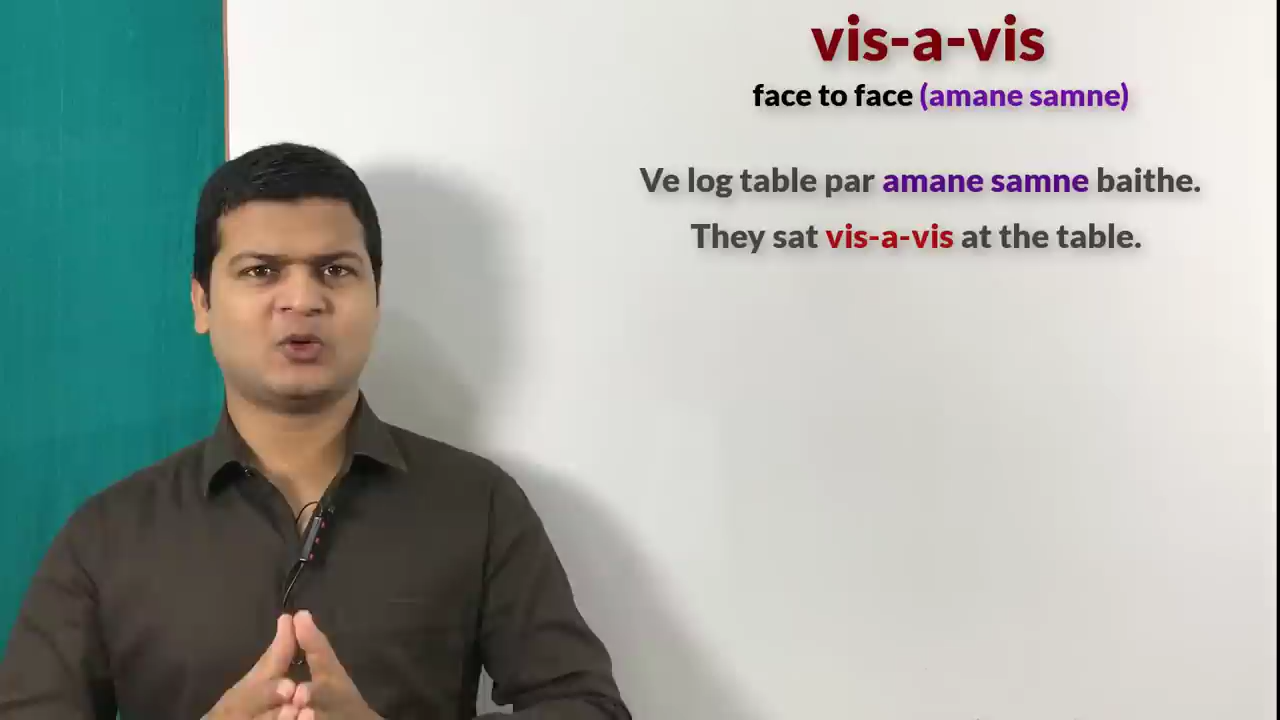 vis-a-vis
face to face (amane samne)
Ve log table par amane samne baithe.
They sat vis-a-vis at the table.